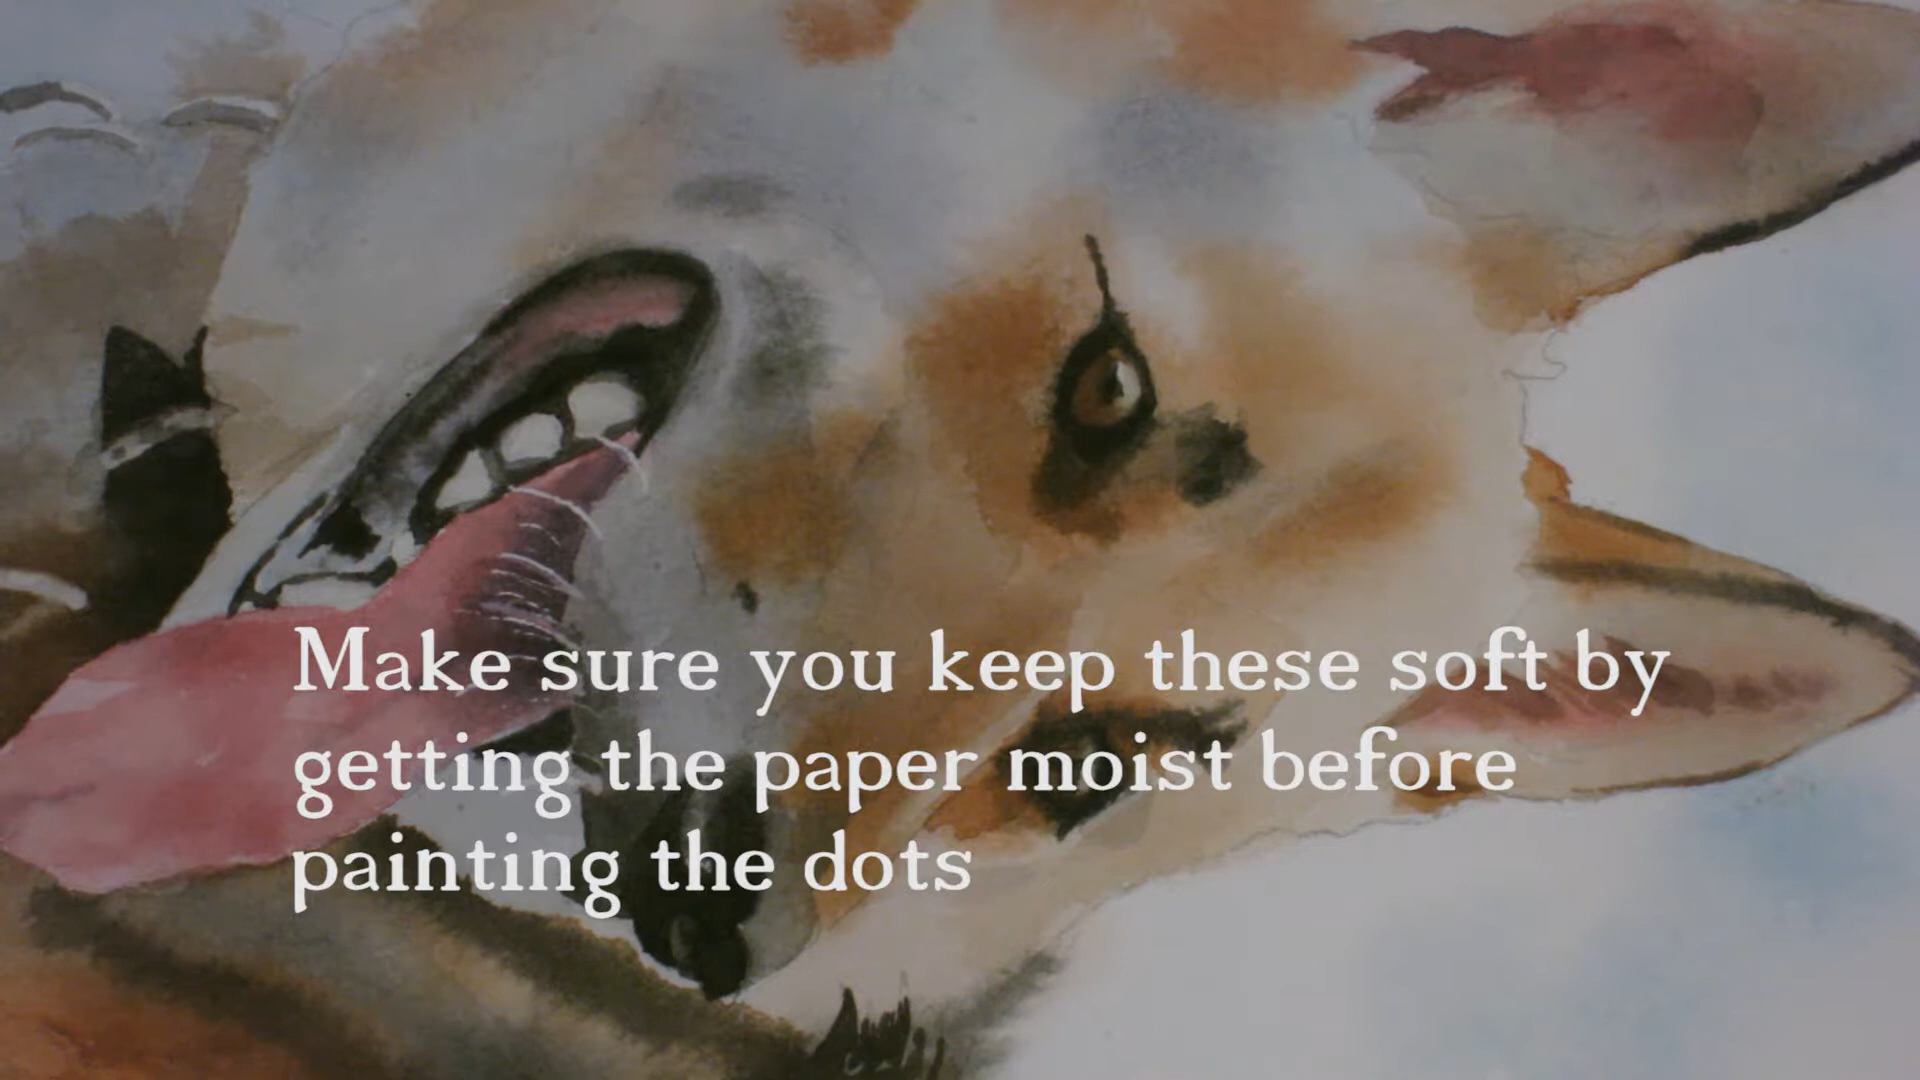 Make sure you keep these soft by
getting the paper moist before
painting the dots